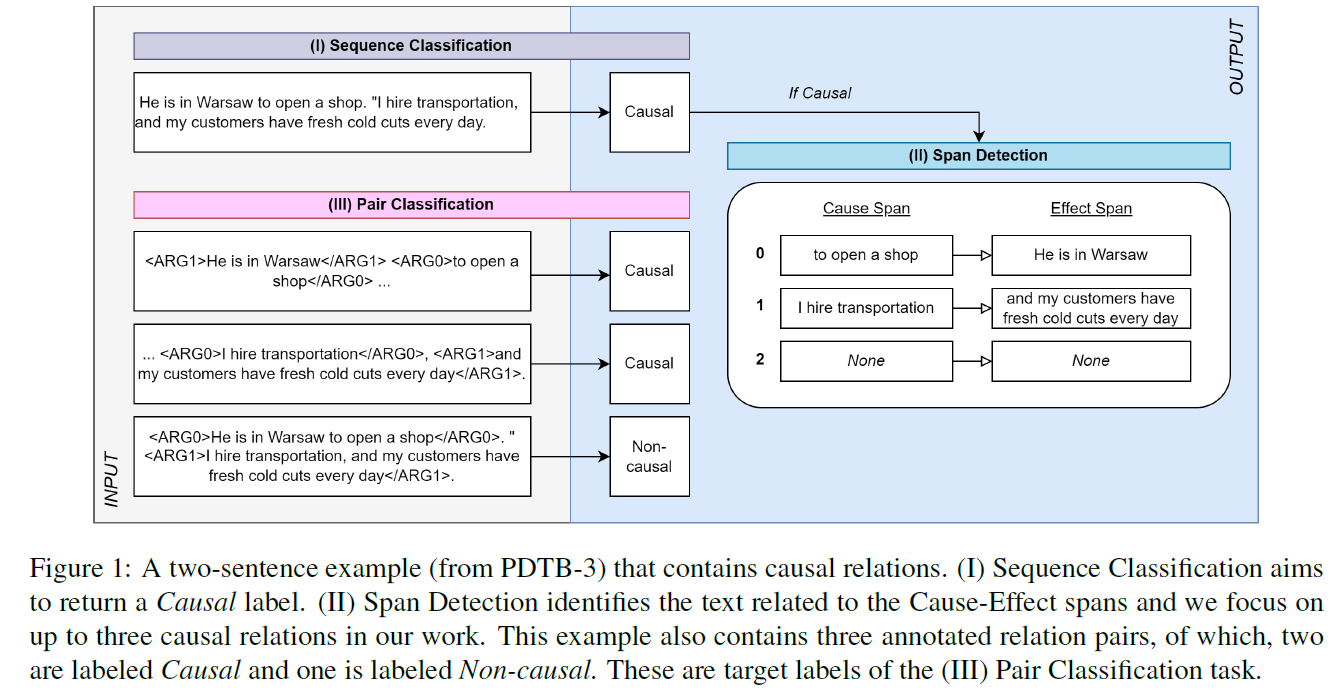 (I) Sequence Classification
He is in Warsaw to open a shop. "I hire transportation,
and my customers have fresh cold cuts every day.
Causal
If Causal
OUTPUT
(II) Span Detection
Cause Span
Effect Span
0
to open a shop
He is in Warsaw
1
I hire transportation
and my customers have
fresh cold cuts every day
2
None
None
(III) Pair Classification
<ARG1>He is in Warsaw</ARG1> <ARG0>to open a
shop</ARG0> ...
Causal
... <ARG0>I hire transportation</ARG0>, <ARG1>and
my customers have fresh cold cuts every day</ARG1>.
Causal
<ARG0>He is in Warsaw to open a shop</ARG0>. "
<ARG1>I hire transportation, and my customers have
fresh cold cuts every day</ARG1>.
Non-
causal
INPUT
Figure 1: A two-sentence example (from PDTB-3) that contains causal relations. (I) Sequence Classification aims
to return a Causal label. (II) Span Detection identifies the text related to the Cause-Effect spans and we focus on
up to three causal relations in our work. This example also contains three annotated relation pairs, of which, two
are labeled Causal and one is labeled Non-causal. These are target labels of the (III) Pair Classification task.